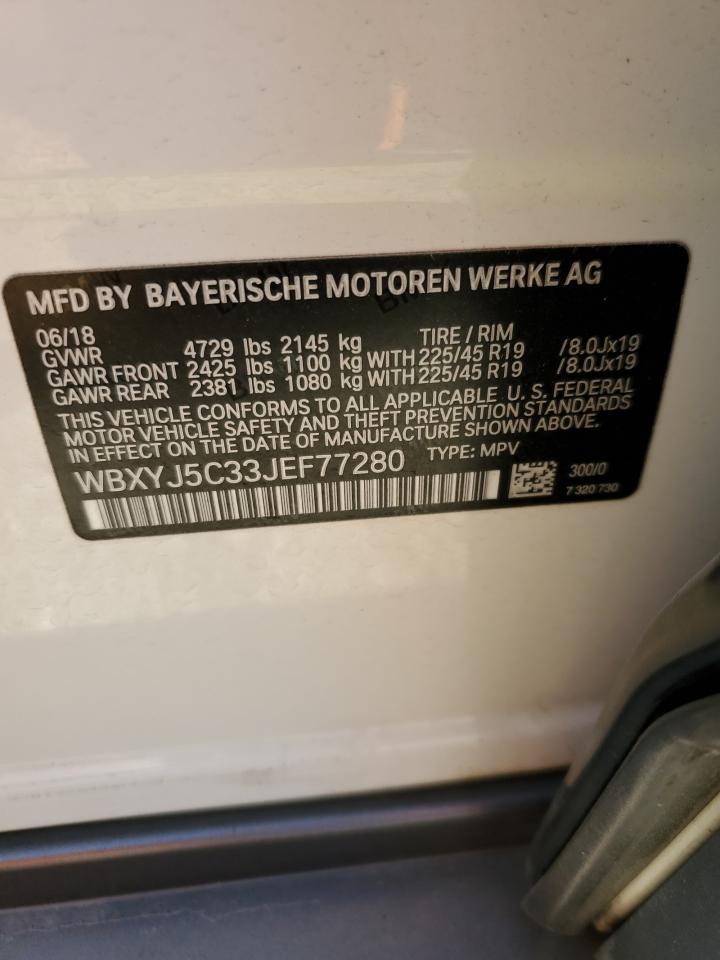 MFD BY BAYERISCHE MOTOREN WERKE AG
06/18 TIRE / RIM
GVWR 4729 lbs 2145 kg
GAWR FRONT 2425 lbs 1100 kg WITH 225/45 R19 /8.0Jx19
GAWR REAR 2381 lbs 1080 kg WITH 225/45 R19 /8.0Jx19
THIS VEHICLE CONFORMS TO ALL APPLICABLE U. S. FEDERAL
MOTOR VEHICLE SAFETY AND THEFT PREVENTION STANDARDS
IN EFFECT ON THE DATE OF MANUFACTURE SHOWN ABOVE.
WBXYJ5C33JEF77280 TYPE: MPV
300/0
7 320 730